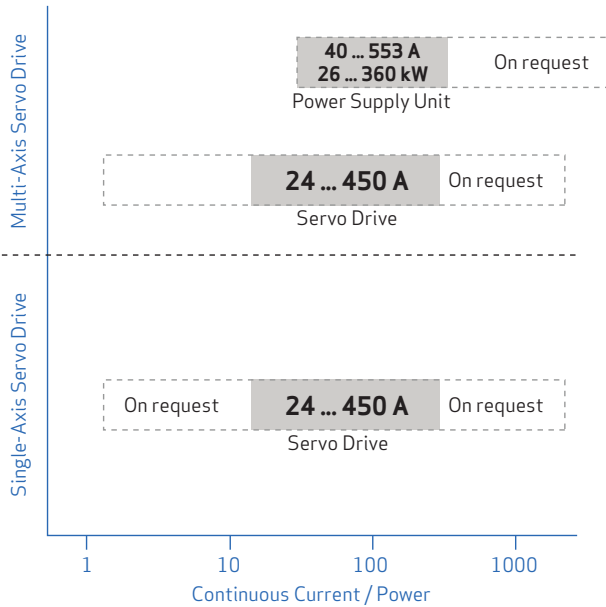 Multi-Axis Servo Drive
40 ... 553 A
26 ... 360 kW
On request
Power Supply Unit
24 ... 450 A
On request
Servo Drive
Single-Axis Servo Drive
On request
24 ... 450 A
On request
Servo Drive
1
10
100
1000
Continuous Current / Power